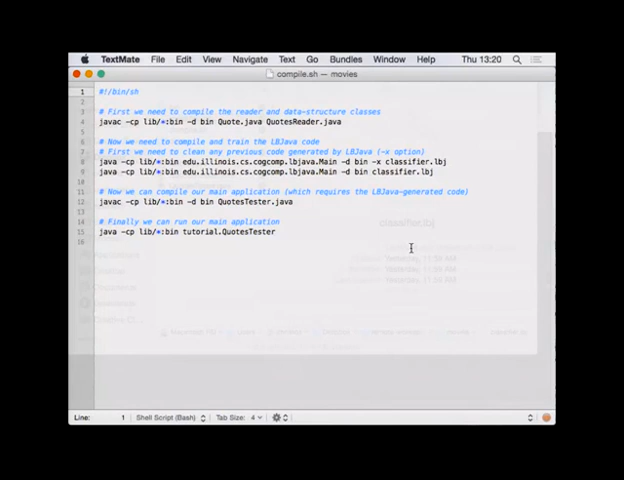 TextMate File Edit View Navigate Text Go Bundles Window Help Thu 13:20
compile.sh — movies
1 #!/bin/sh
2
3 # First we need to compile the reader and data-structure classes
4 javac -cp lib/*:bin -d bin Quote.java QuotesReader.java
5
6 # Now we need to compile and train the LBJava code
7 # First we need to clean any previous code generated by LBJava (-x option)
8 java -cp lib/*:bin edu.illinois.cs.cogcomp.lbjava.Main -d bin -x classifier.lbj
9 java -cp lib/*:bin edu.illinois.cs.cogcomp.lbjava.Main -d bin classifier.lbj
10
11 # Now we can compile our main application (which requires the LBJava-generated code)
12 javac -cp lib/*:bin -d bin QuotesTester.java
13
14 # Finally we can run our main application
15 java -cp lib/*:bin tutorial.QuotesTester
16
classifier.lbj
Line: 1 Shell Script (Bash) Tab Size: 4